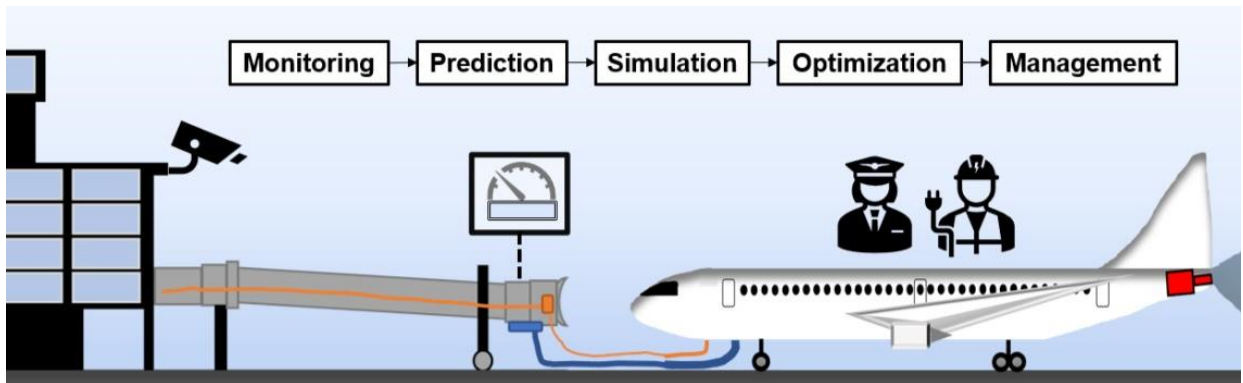 Monitoring
Prediction
Simulation
Optimization
Management